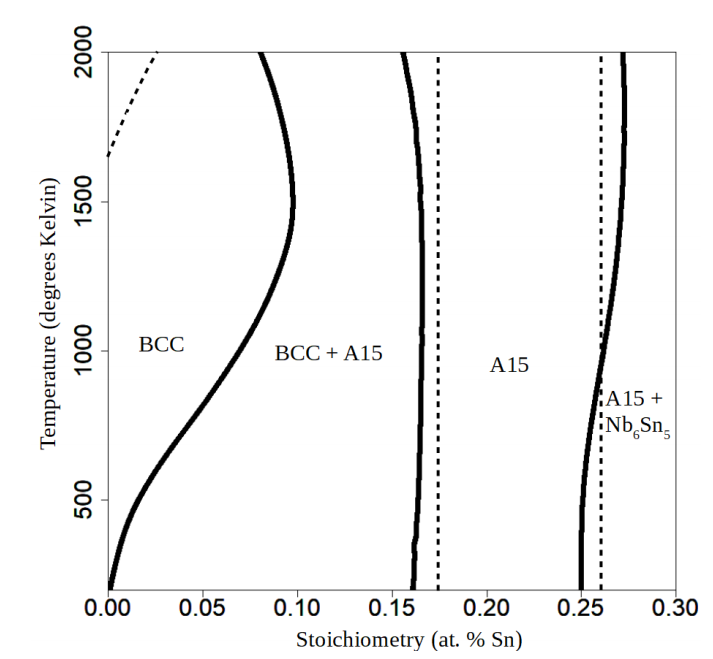 2000
1500
1000
500
Temperature (degrees Kelvin)
BCC
BCC + A15
A15
A15 +
Nb6Sn5
0.00 0.05 0.10 0.15 0.20 0.25 0.30
Stoichiometry (at. % Sn)